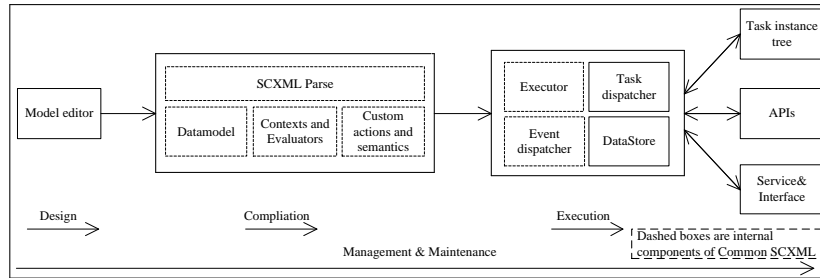 Task instance
tree
SCXML Parse
Model editor
Executor
Task
dispatcher
Datamodel
Contexts and
Evaluators
Custom
actions and
semantics
Event
dispatcher
DataStore
APIs
Service&
Interface
Design
Compliation
Execution
Dashed boxes are internal
components of Common SCXML
Management & Maintenance